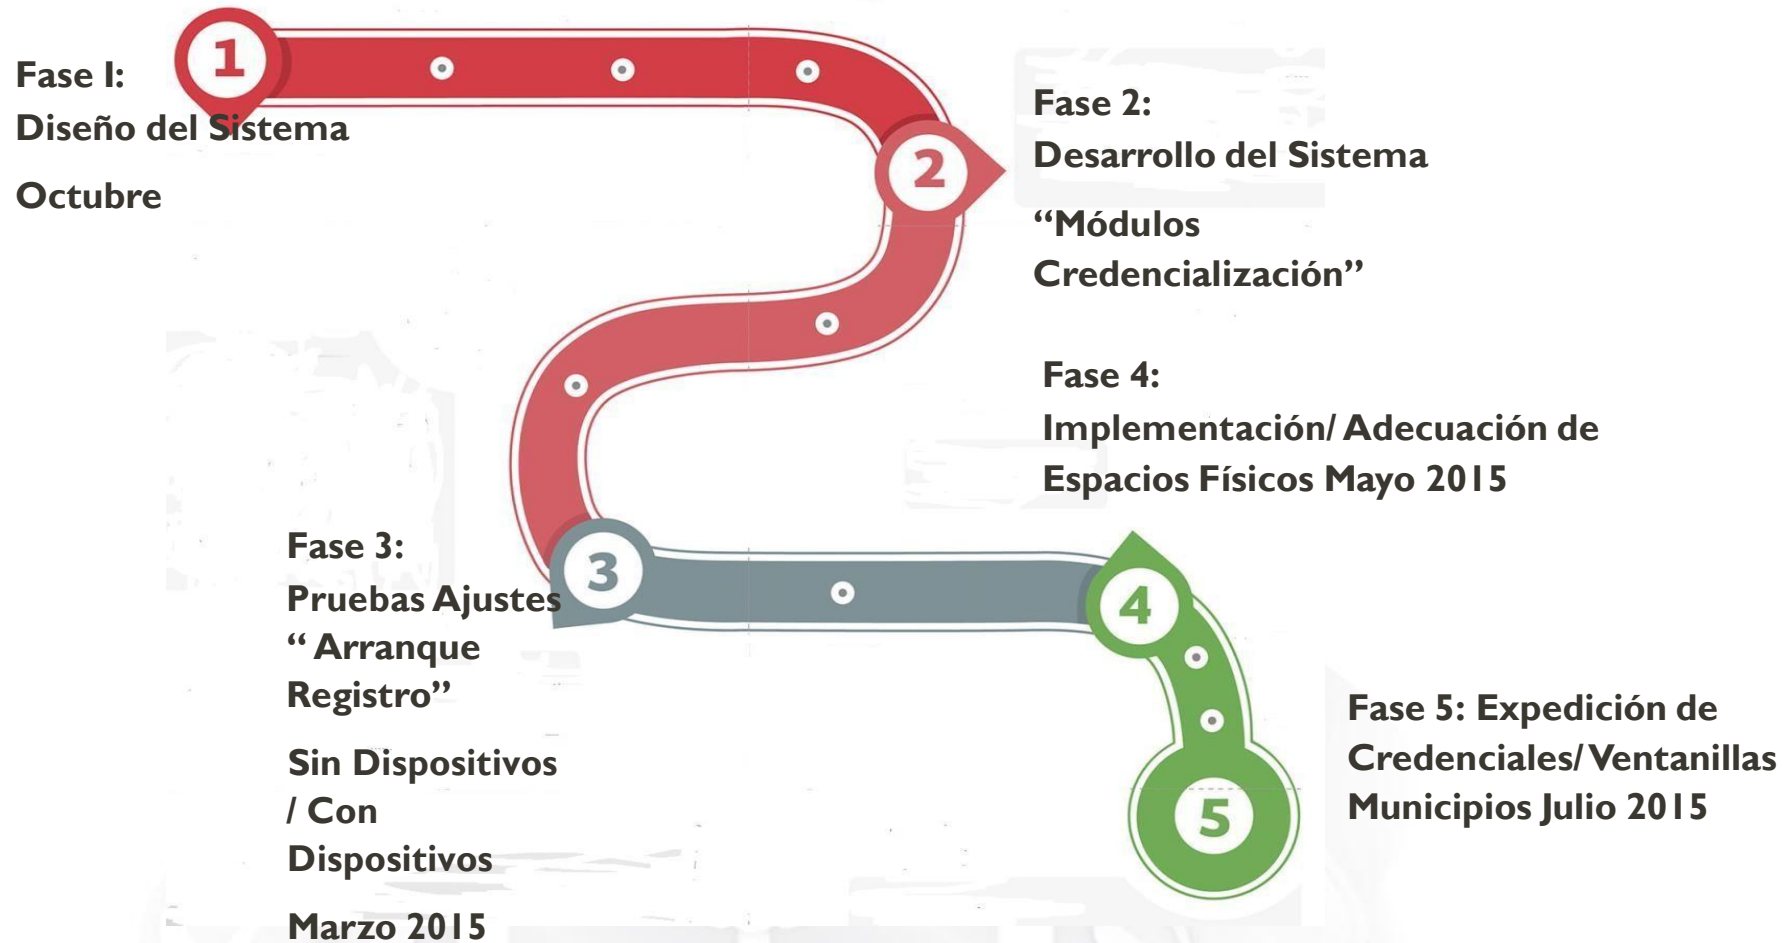 1
Fase I:
Diseño del Sistema
Octubre
2
Fase 2:
Desarrollo del Sistema
“Módulos
Credencialización”
Fase 4:
Implementación/ Adecuación de
Espacios Físicos Mayo 2015
3
Fase 3:
Pruebas Ajustes
“ Arranque
Registro”
Sin Dispositivos
/ Con
Dispositivos
Marzo 2015
4
5
Fase 5: Expedición de
Credenciales/ Ventanillas
Municipios Julio 2015